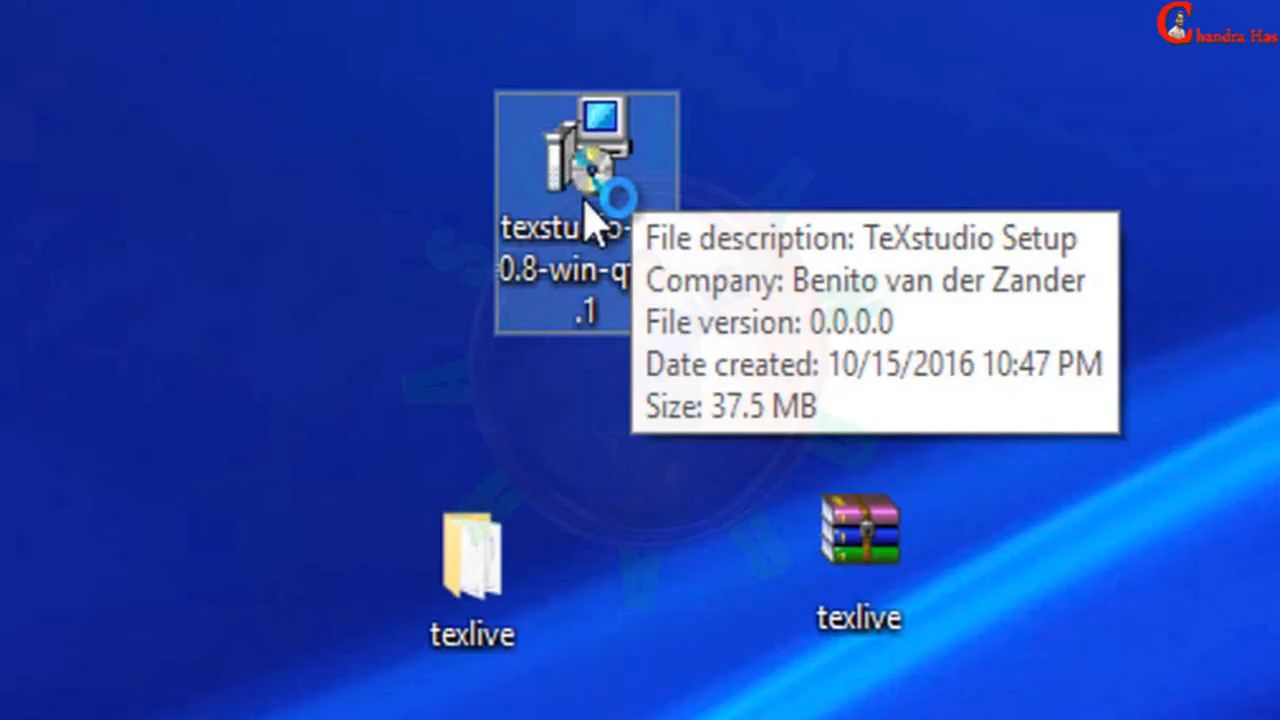 Chandra Has
File description: TeXstudio Setup
0.8-win-q
Company: Benito van der Zander
.1
File version: 0.0.0.0
Date created: 10/15/2016 10:47 PM
Size: 37.5 MB
texlive
texlive